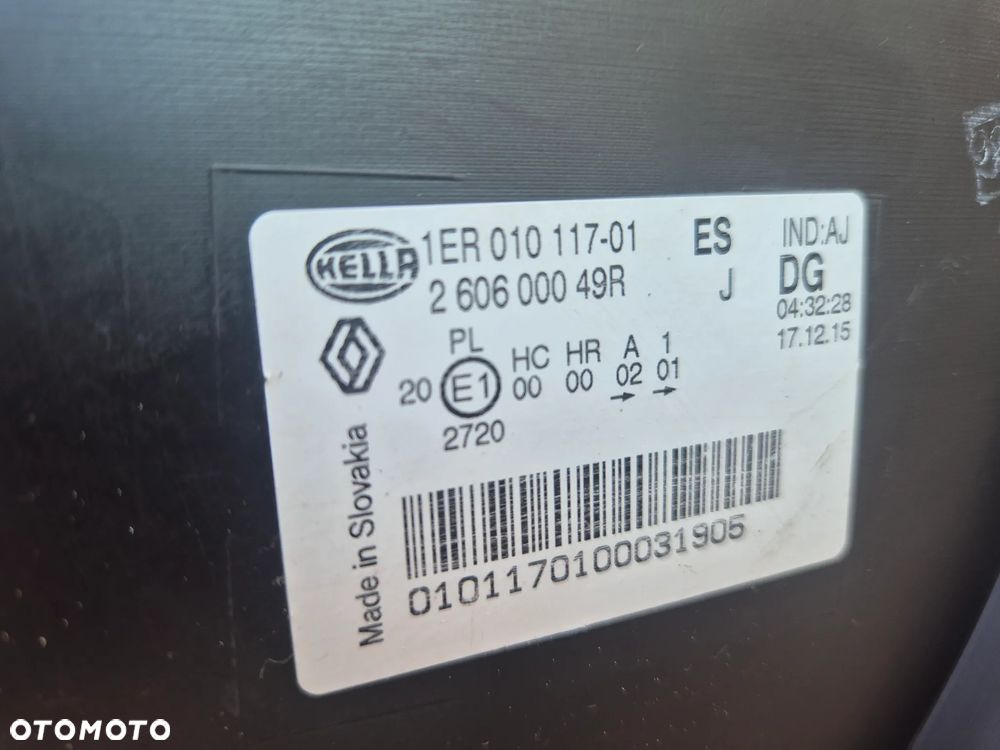 HELLA
1ER 010 117-01
ES
IND:AJ
2 606 000 49R
J
DG
04:32:28
17.12.15
PL
20 E1
HC HR A 1
00 00 02 01
→ →
2720
Made in Slovakia
0101170100031905
OTOMOTO